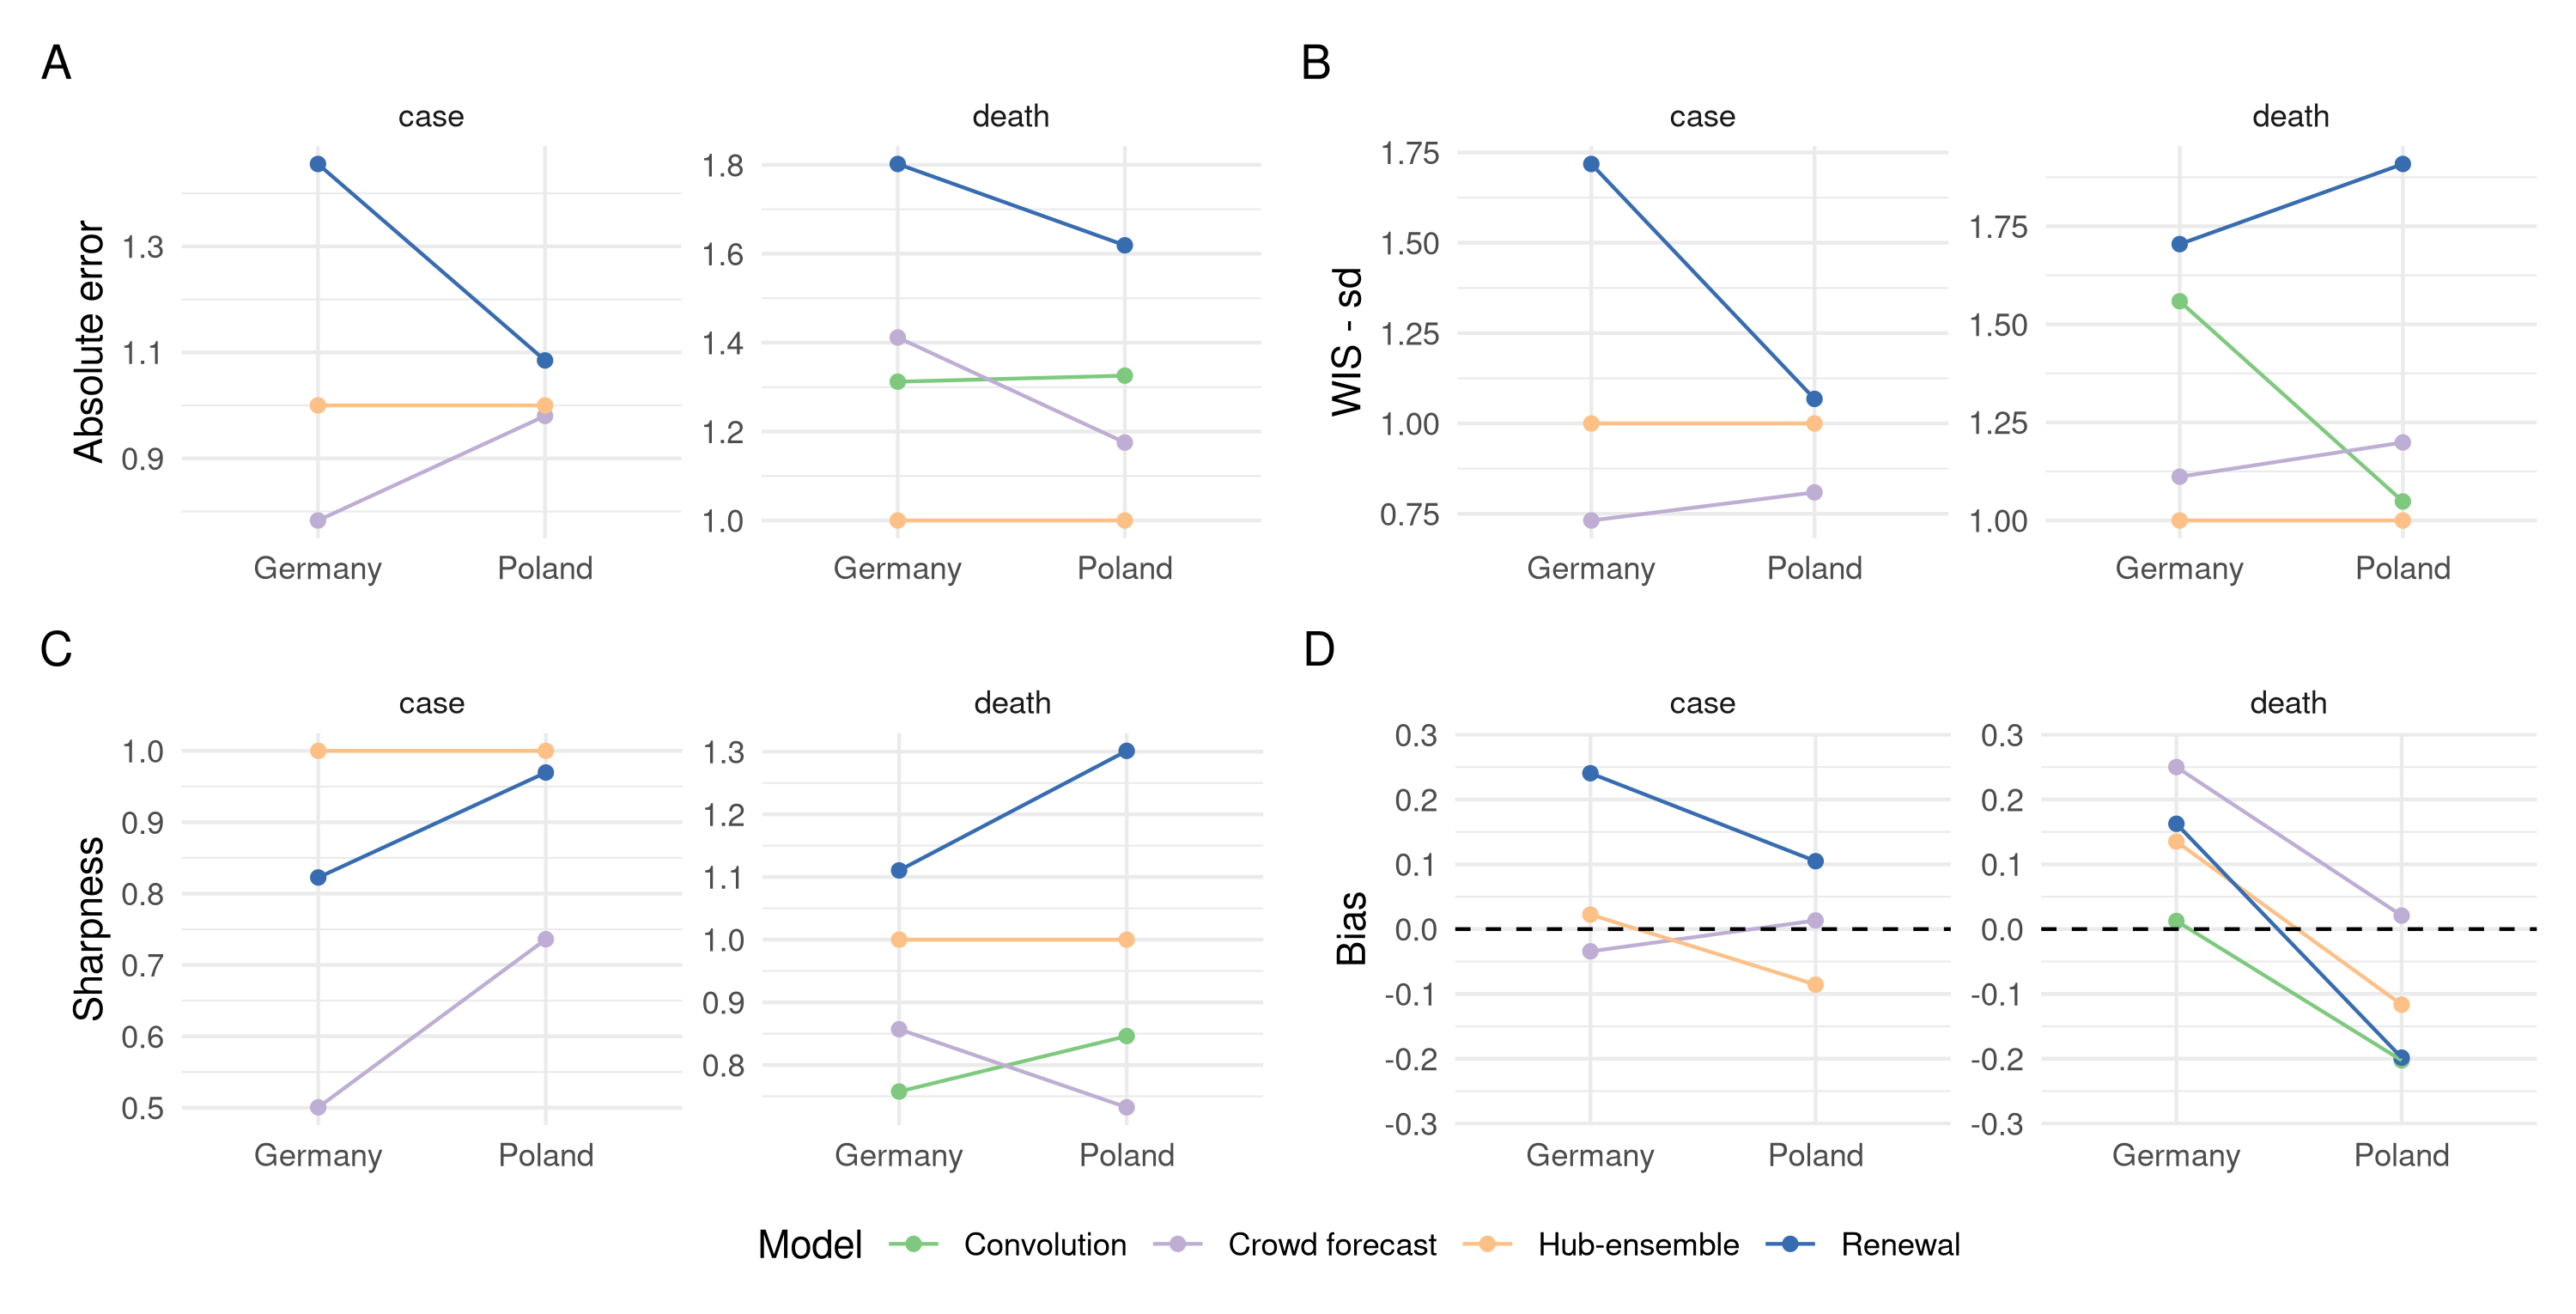 A
case
death
Absolute error
1.3
1.1
0.9
1.8
1.6
1.4
1.2
1.0
Germany Poland
Germany Poland
B
case
death
WIS - sd
1.75
1.50
1.25
1.00
0.75
1.75
1.50
1.25
1.00
Germany Poland
Germany Poland
C
case
death
Sharpness
1.0
0.9
0.8
0.7
0.6
0.5
1.3
1.2
1.1
1.0
0.9
0.8
Germany Poland
Germany Poland
D
case
death
Bias
0.3
0.2
0.1
0.0
-0.1
-0.2
-0.3
0.3
0.2
0.1
0.0
-0.1
-0.2
-0.3
Germany Poland
Germany Poland
Model Convolution Crowd forecast Hub-ensemble Renewal